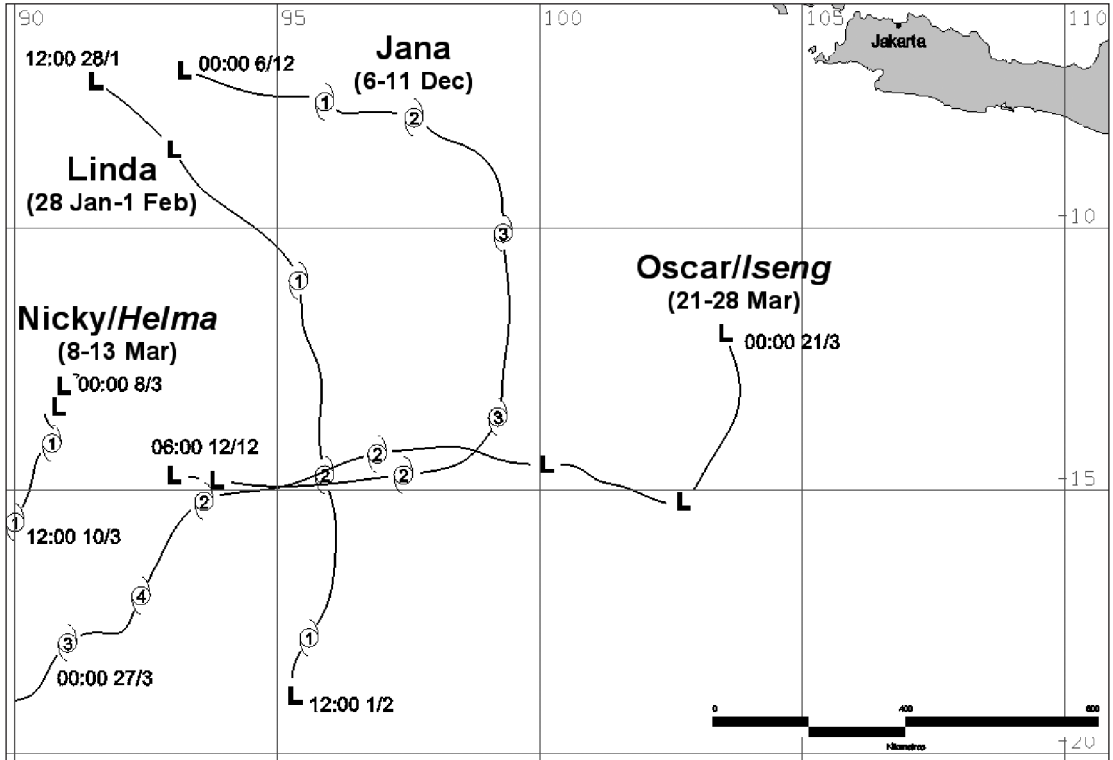 90
95
100
105
110
Jakarta
12:00 28/1
L
L
00:00 6/12
Jana
(6-11 Dec)
1
2
L
Linda
(28 Jan-1 Feb)
-10
3
1
Oscar/Iseng
(21-28 Mar)
L
00:00 21/3
Nicky/Helma
(8-13 Mar)
L
00:00 8/3
L
1
3
06:00 12/12
2
L
L
L
2
2
-15
2
L
1
12:00 10/3
4
3
1
00:00 27/3
L
12:00 1/2
0
400
800
Kilometres
-20